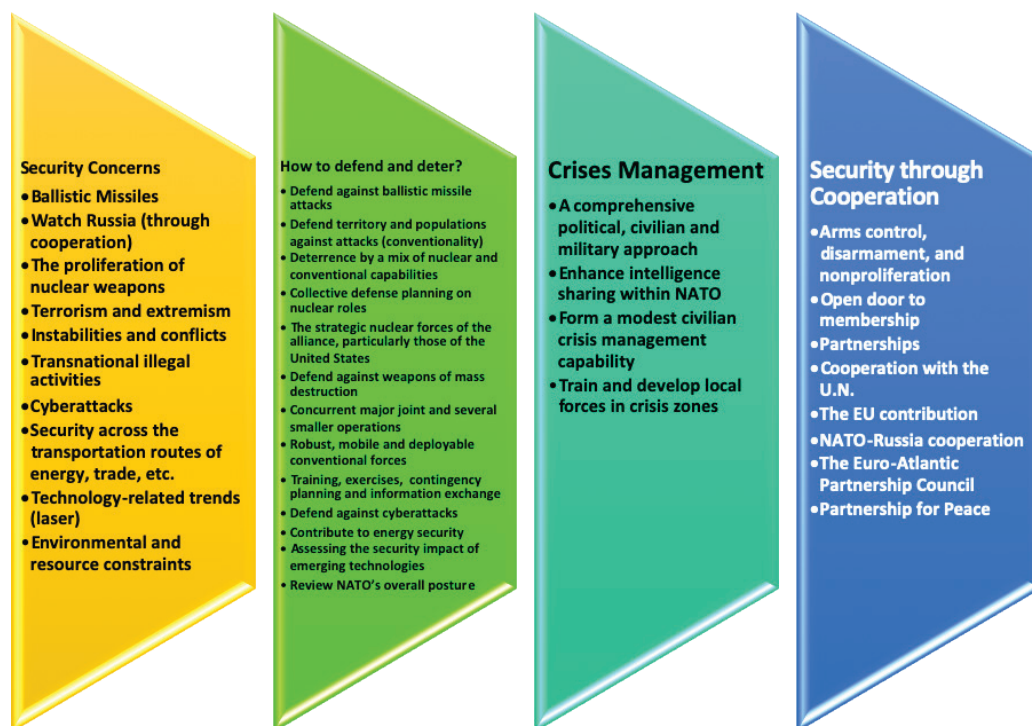 Security Concerns
•Ballistic Missiles
•Watch Russia (through
cooperation)
•The proliferation of
nuclear weapons
•Terrorism and extremism
•Instabilities and conflicts
•Transnational illegal
activities
•Cyberattacks
•Security across the
transportation routes of
energy, trade, etc.
•Technology-related trends
(laser)
•Environmental and
resource constraints
How to defend and deter?
• Defend against ballistic missile
attacks
• Defend territory and populations
against attacks (conventionality)
•Deterrence by a mix of nuclear and
conventional capabilities
• Collective defense planning on
nuclear roles
• The strategic nuclear forces of the
alliance, particularly those of the
United States
• Defend against weapons of mass
destruction
• Concurrent major joint and several
smaller operations
• Robust, mobile and deployable
conventional forces
• Training, exercises, contingency
planning and information exchange
• Defend against cyberattacks
• Contribute to energy security
• Assessing the security impact of
emerging technologies
• Review NATO's overall posture
Crises Management
•A comprehensive
political, civilian and
military approach
•Enhance intelligence
sharing within NATO
•Form a modest civilian
crisis management
capability
•Train and develop local
forces in crisis zones
Security through
Cooperation
•Arms control,
disarmament, and
nonproliferation
•Open door to
membership
•Partnerships
•Cooperation with the
U.N.
•The EU contribution
•NATO-Russia cooperation
•The Euro-Atlantic
Partnership Council
•Partnership for Peace